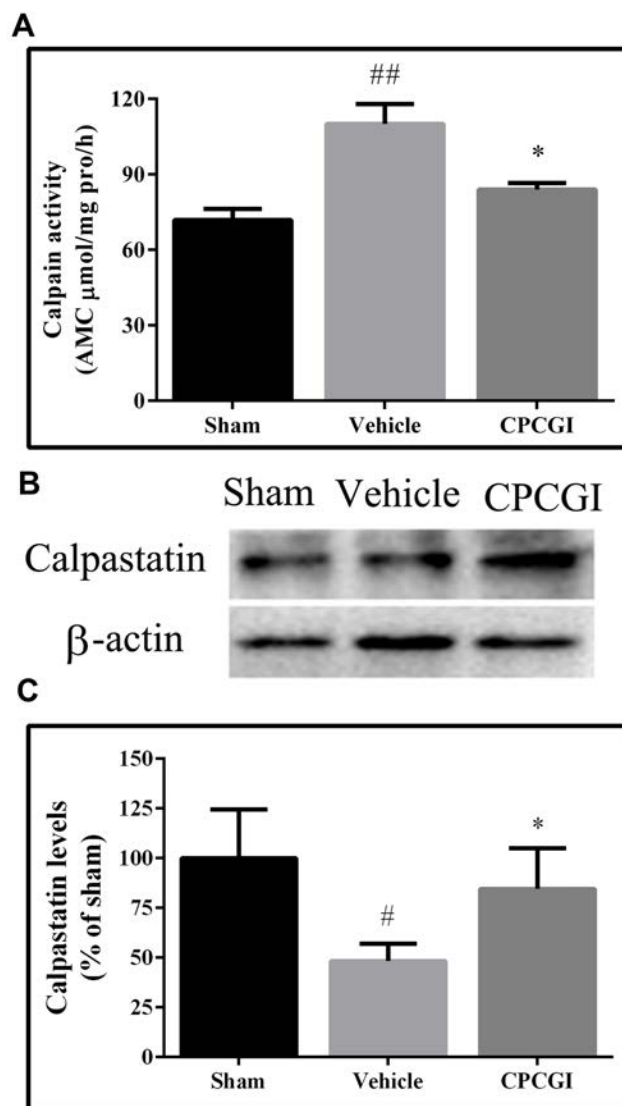 A
Calpain activity
(AMC μmol/mg pro/h)
120
90
60
30
0
##
*
Sham Vehicle CPCGI
B
Sham Vehicle CPCGI
Calpastatin
β-actin
C
Calpastatin levels
(% of sham)
150
125
100
75
50
25
0
#
*
Sham Vehicle CPCGI